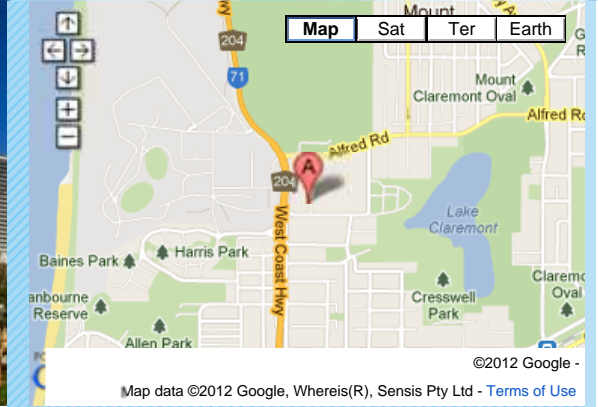 Map Sat Ter Earth
Mount
204
71
Mount
Claremont Oval
Alfred Rd
Alfred Rd
A
204
West Coast Hwy
Lake
Claremont
Harris Park
Baines Park
anbourne
Reserve
Cresswell
Park
Claremo
Oval
Allen Park
©2012 Google -
Map data ©2012 Google, Whereis(R), Sensis Pty Ltd - Terms of Use